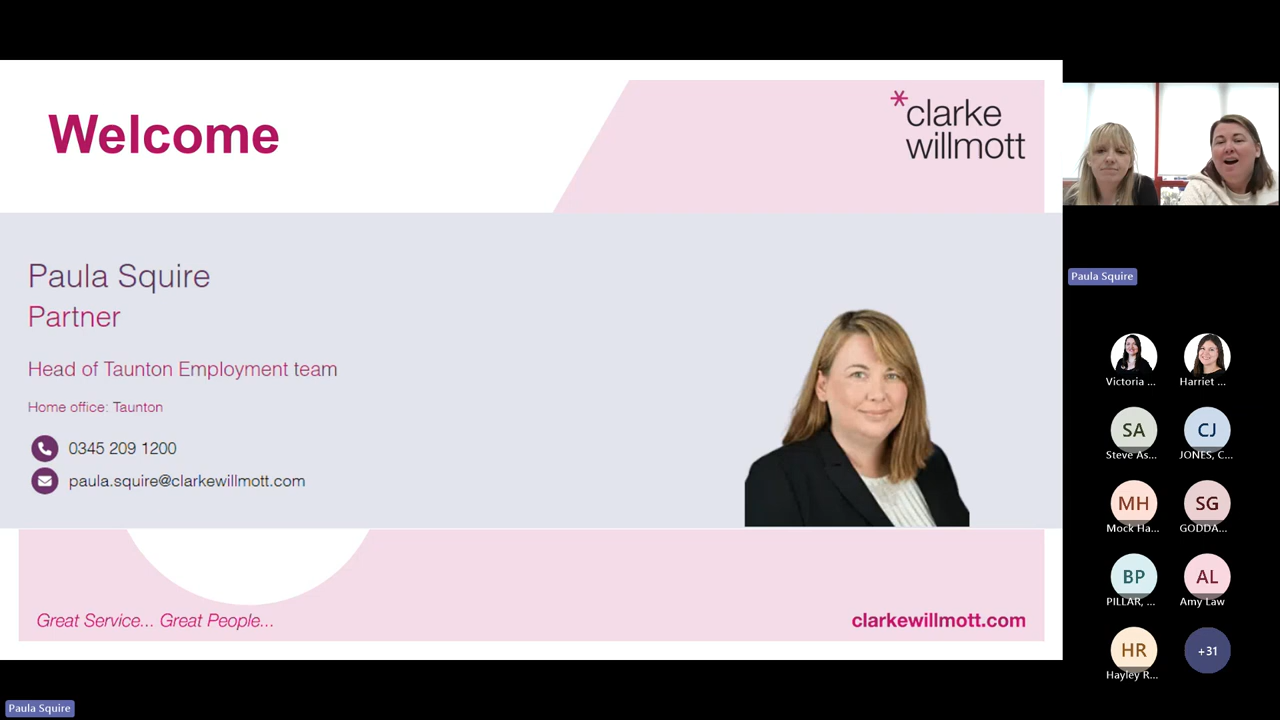 Welcome
*clarke
willmott
Paula Squire
Partner
Head of Taunton Employment team
Home office: Taunton
0345 209 1200
paula.squire@clarkewillmott.com
Great Service... Great People...
clarkewillmott.com
Paula Squire
Victoria ...
Harriet ...
SA
CJ
Steve As...
JONES, C...
MH
SG
Mock Ha...
GODDA...
BP
AL
PILLAR, ...
Amy Law
HR
+31
Hayley R...
Paula Squire